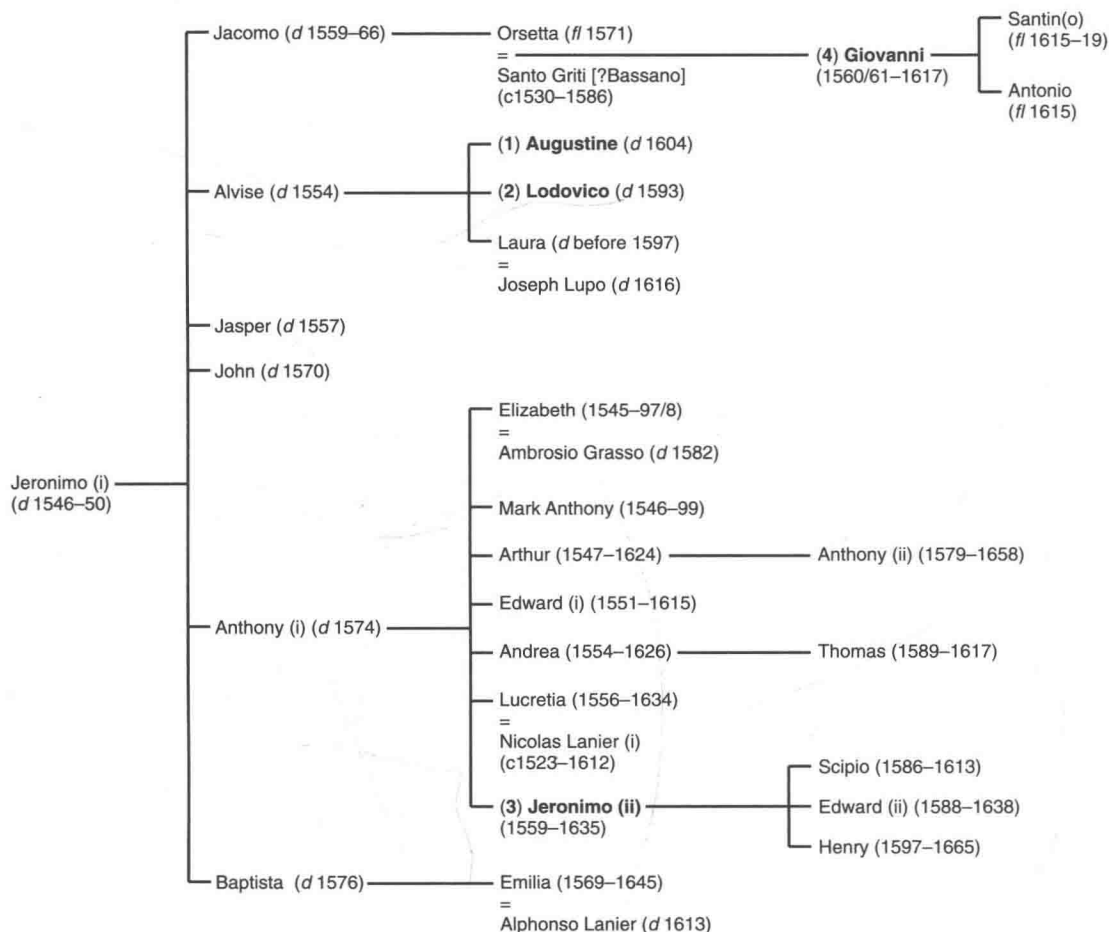 Santin(o)
(fl 1615–19)
Jacomo (d 1559–66)
Orsetta (fl 1571)
=
Santo Griti [?Bassano]
(c1530–1586)
(4) Giovanni
(1560/61–1617)
Antonio
(fl 1615)
(1) Augustine (d 1604)
Alvise (d 1554)
(2) Lodovico (d 1593)
Laura (d before 1597)
=
Joseph Lupo (d 1616)
Jasper (d 1557)
John (d 1570)
Elizabeth (1545–97/8)
=
Ambrosio Grasso (d 1582)
Jeronimo (i)
(d 1546–50)
Mark Anthony (1546–99)
Arthur (1547–1624)
Anthony (ii) (1579–1658)
Edward (i) (1551–1615)
Anthony (i) (d 1574)
Andrea (1554–1626)
Thomas (1589–1617)
Lucretia (1556–1634)
=
Nicolas Lanier (i)
(c1523–1612)
Scipio (1586–1613)
(3) Jeronimo (ii)
(1559–1635)
Edward (ii) (1588–1638)
Henry (1597–1665)
Baptista (d 1576)
Emilia (1569–1645)
=
Alphonso Lanier (d 1613)